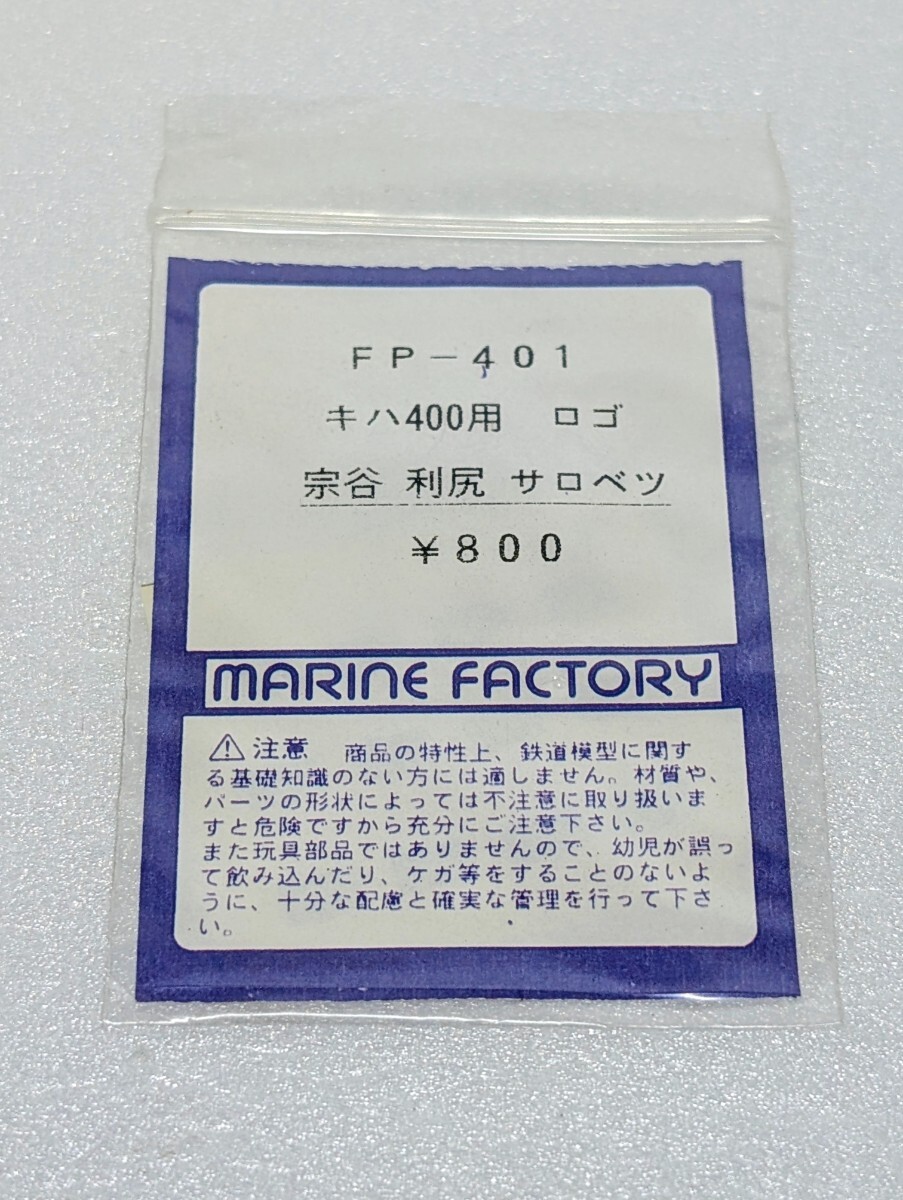 FP-401
キハ400用 ロゴ
宗谷 利尻 サロベツ
¥800
MARINE FACTORY
⚠注意 商品の特性上、鉄道模型に関す
る基礎知識のない方には適しません。材質や、
パーツの形状によっては不注意に取り扱いま
すと危険ですから充分にご注意下さい。
また玩具部品ではありませんので、幼児が誤っ
て飲み込んだり、ケガ等をすることのないよ
うに、十分な配慮と確実な管理を行って下さ
い。